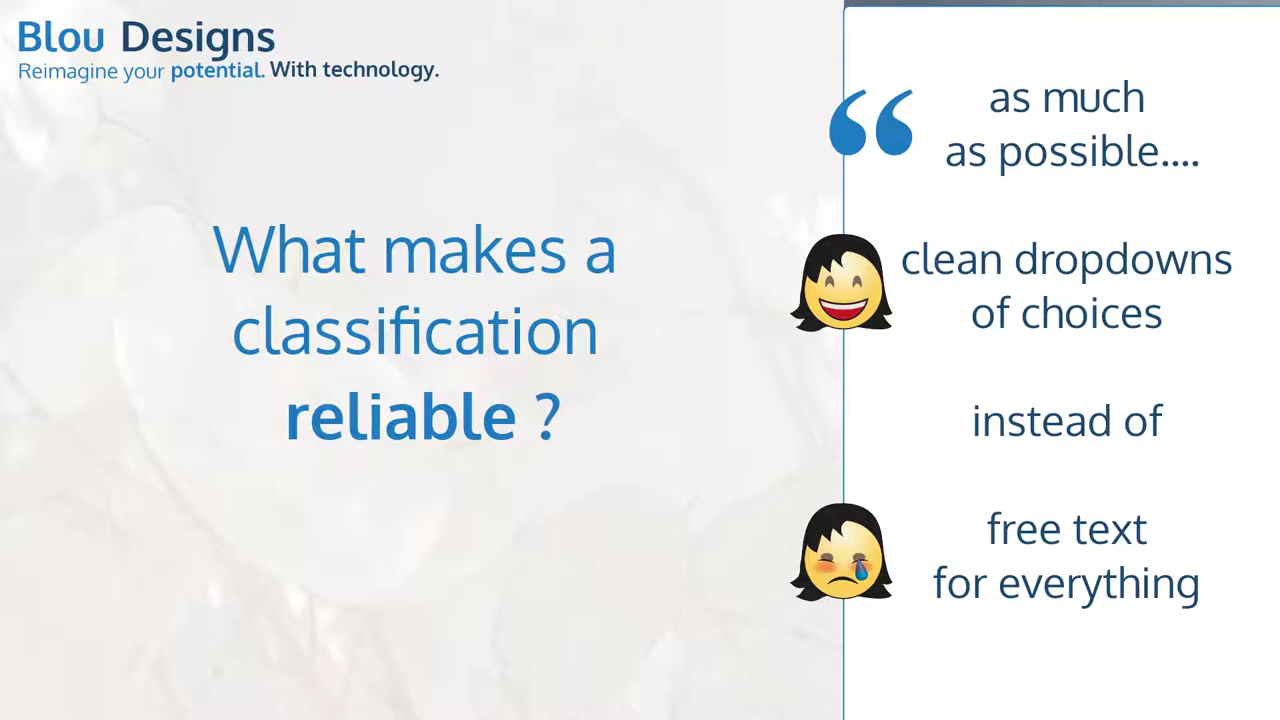 Blou Designs
Reimagine your potential. With technology.
What makes a
classification
reliable ?
“ as much
as possible....
clean dropdowns
of choices
instead of
free text
for everything